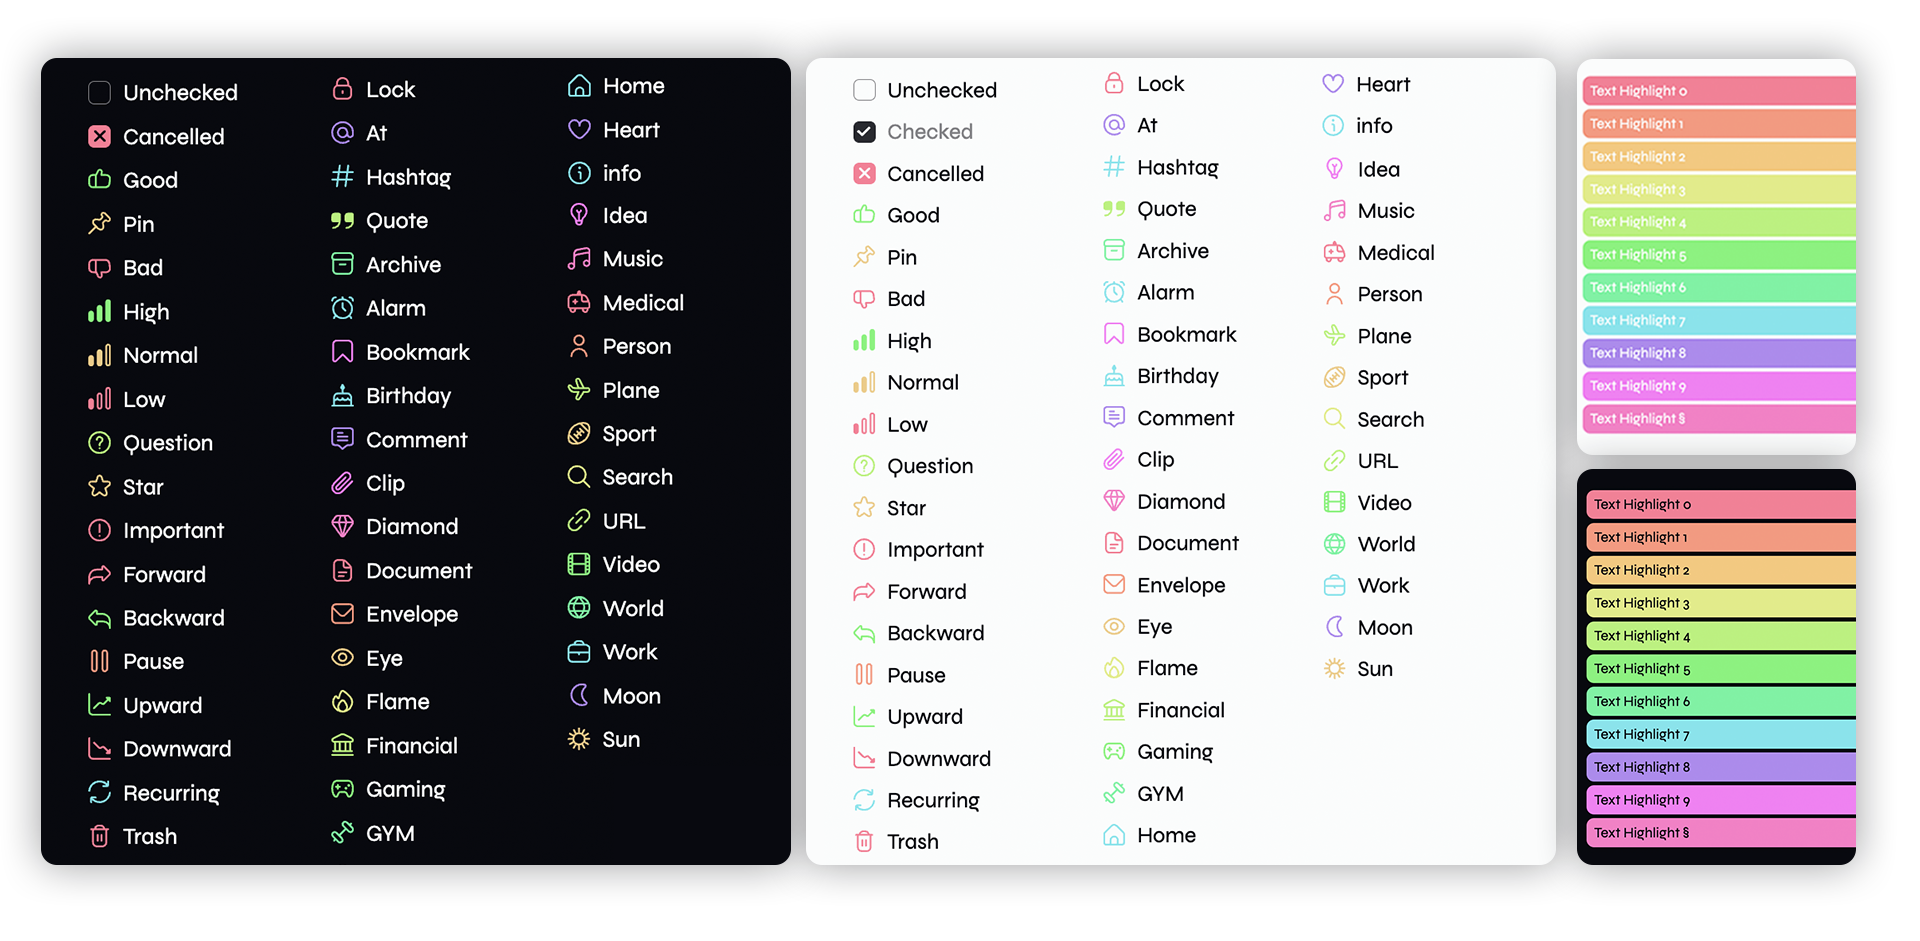 Unchecked
Cancelled
Good
Pin
Bad
High
Normal
Low
Question
Star
Important
Forward
Backward
Pause
Upward
Downward
Recurring
Trash
Lock
At
Hashtag
Quote
Archive
Alarm
Bookmark
Birthday
Comment
Clip
Diamond
Document
Envelope
Eye
Flame
Financial
Gaming
GYM
Home
Heart
info
Idea
Music
Medical
Person
Plane
Sport
Search
URL
Video
World
Work
Moon
Sun
Unchecked
Checked
Cancelled
Good
Pin
Bad
High
Normal
Low
Question
Star
Important
Forward
Backward
Pause
Upward
Downward
Recurring
Trash
Lock
At
Hashtag
Quote
Archive
Alarm
Bookmark
Birthday
Comment
Clip
Diamond
Document
Envelope
Eye
Flame
Financial
Gaming
GYM
Home
Heart
info
Idea
Music
Medical
Person
Plane
Sport
Search
URL
Video
World
Work
Moon
Sun
Text Highlight 0
Text Highlight 1
Text Highlight 2
Text Highlight 3
Text Highlight 4
Text Highlight 5
Text Highlight 6
Text Highlight 7
Text Highlight 8
Text Highlight 9
Text Highlight §
Text Highlight 0
Text Highlight 1
Text Highlight 2
Text Highlight 3
Text Highlight 4
Text Highlight 5
Text Highlight 6
Text Highlight 7
Text Highlight 8
Text Highlight 9
Text Highlight §